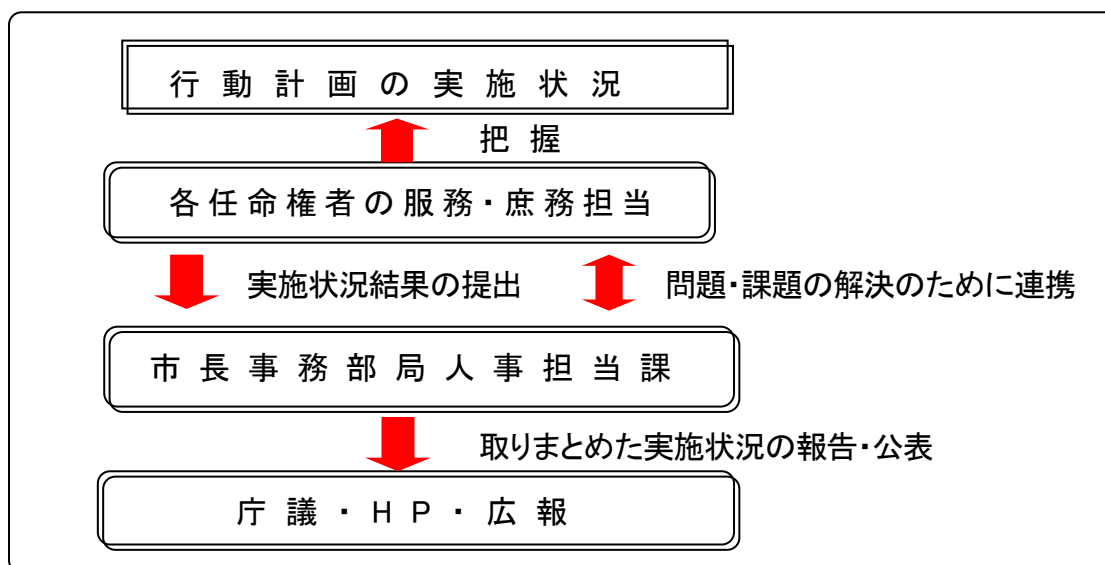 行動計画の実施状況
把握
各任命権者の服務・庶務担当
実施状況結果の提出
問題・課題の解決のために連携
市長事務部局人事担当課
取りまとめた実施状況の報告・公表
庁議・HP・広報